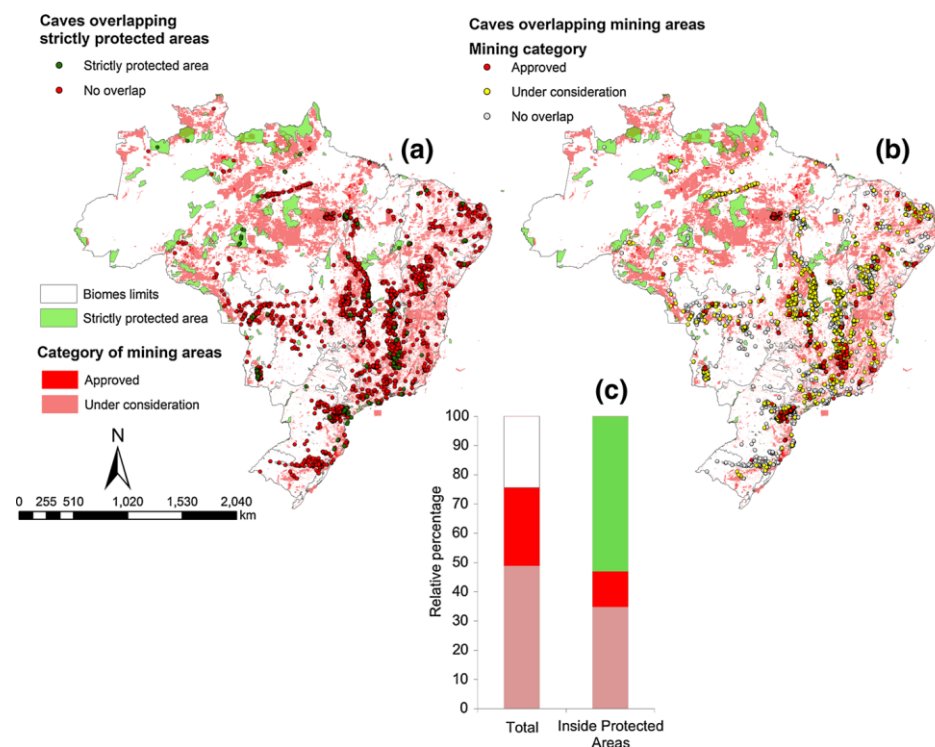 Caves overlapping
strictly protected areas
Strictly protected area
No overlap
(a)
Biomes limits
Strictly protected area
Category of mining areas
Approved
Under consideration
N
0 255 510 1,020 1,530 2,040
km
Caves overlapping mining areas
Mining category
Approved
Under consideration
No overlap
(b)
(c)
Relative percentage
100
90
80
70
60
50
40
30
20
10
0
Total
Inside Protected
Areas